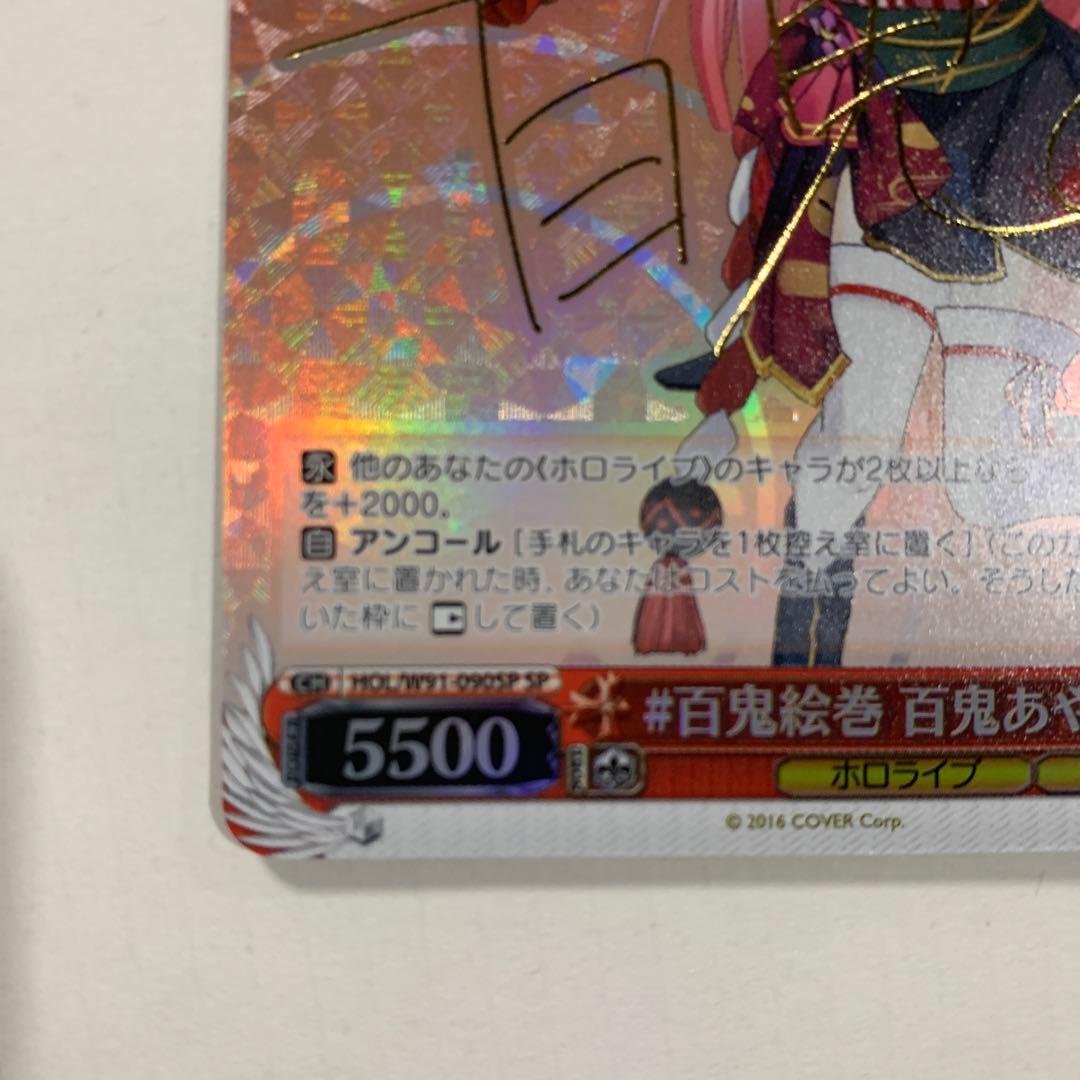 百鬼
永 他のあなたの《ホロライブ》のキャラが2枚以上なら
を+2000。
自 アンコール [手札のキャラを1枚控え室に置く]（このカ
え室に置かれた時、あなたはコストを払ってよい。そうした
いた枠に して置く）
CH HOL/W91-090SP SP
POWER 5500 #百鬼絵巻 百鬼あや
SOUL ホロライブ
© 2016 COVER Corp.